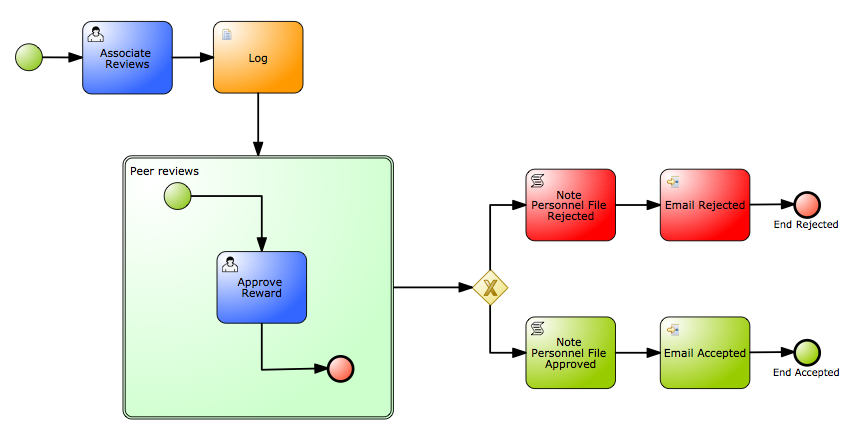 Associate
Reviews
Log
Peer reviews
Approve
Reward
Note
Personnel File
Rejected
Email Rejected
End Rejected
X
Note
Personnel File
Approved
Email Accepted
End Accepted